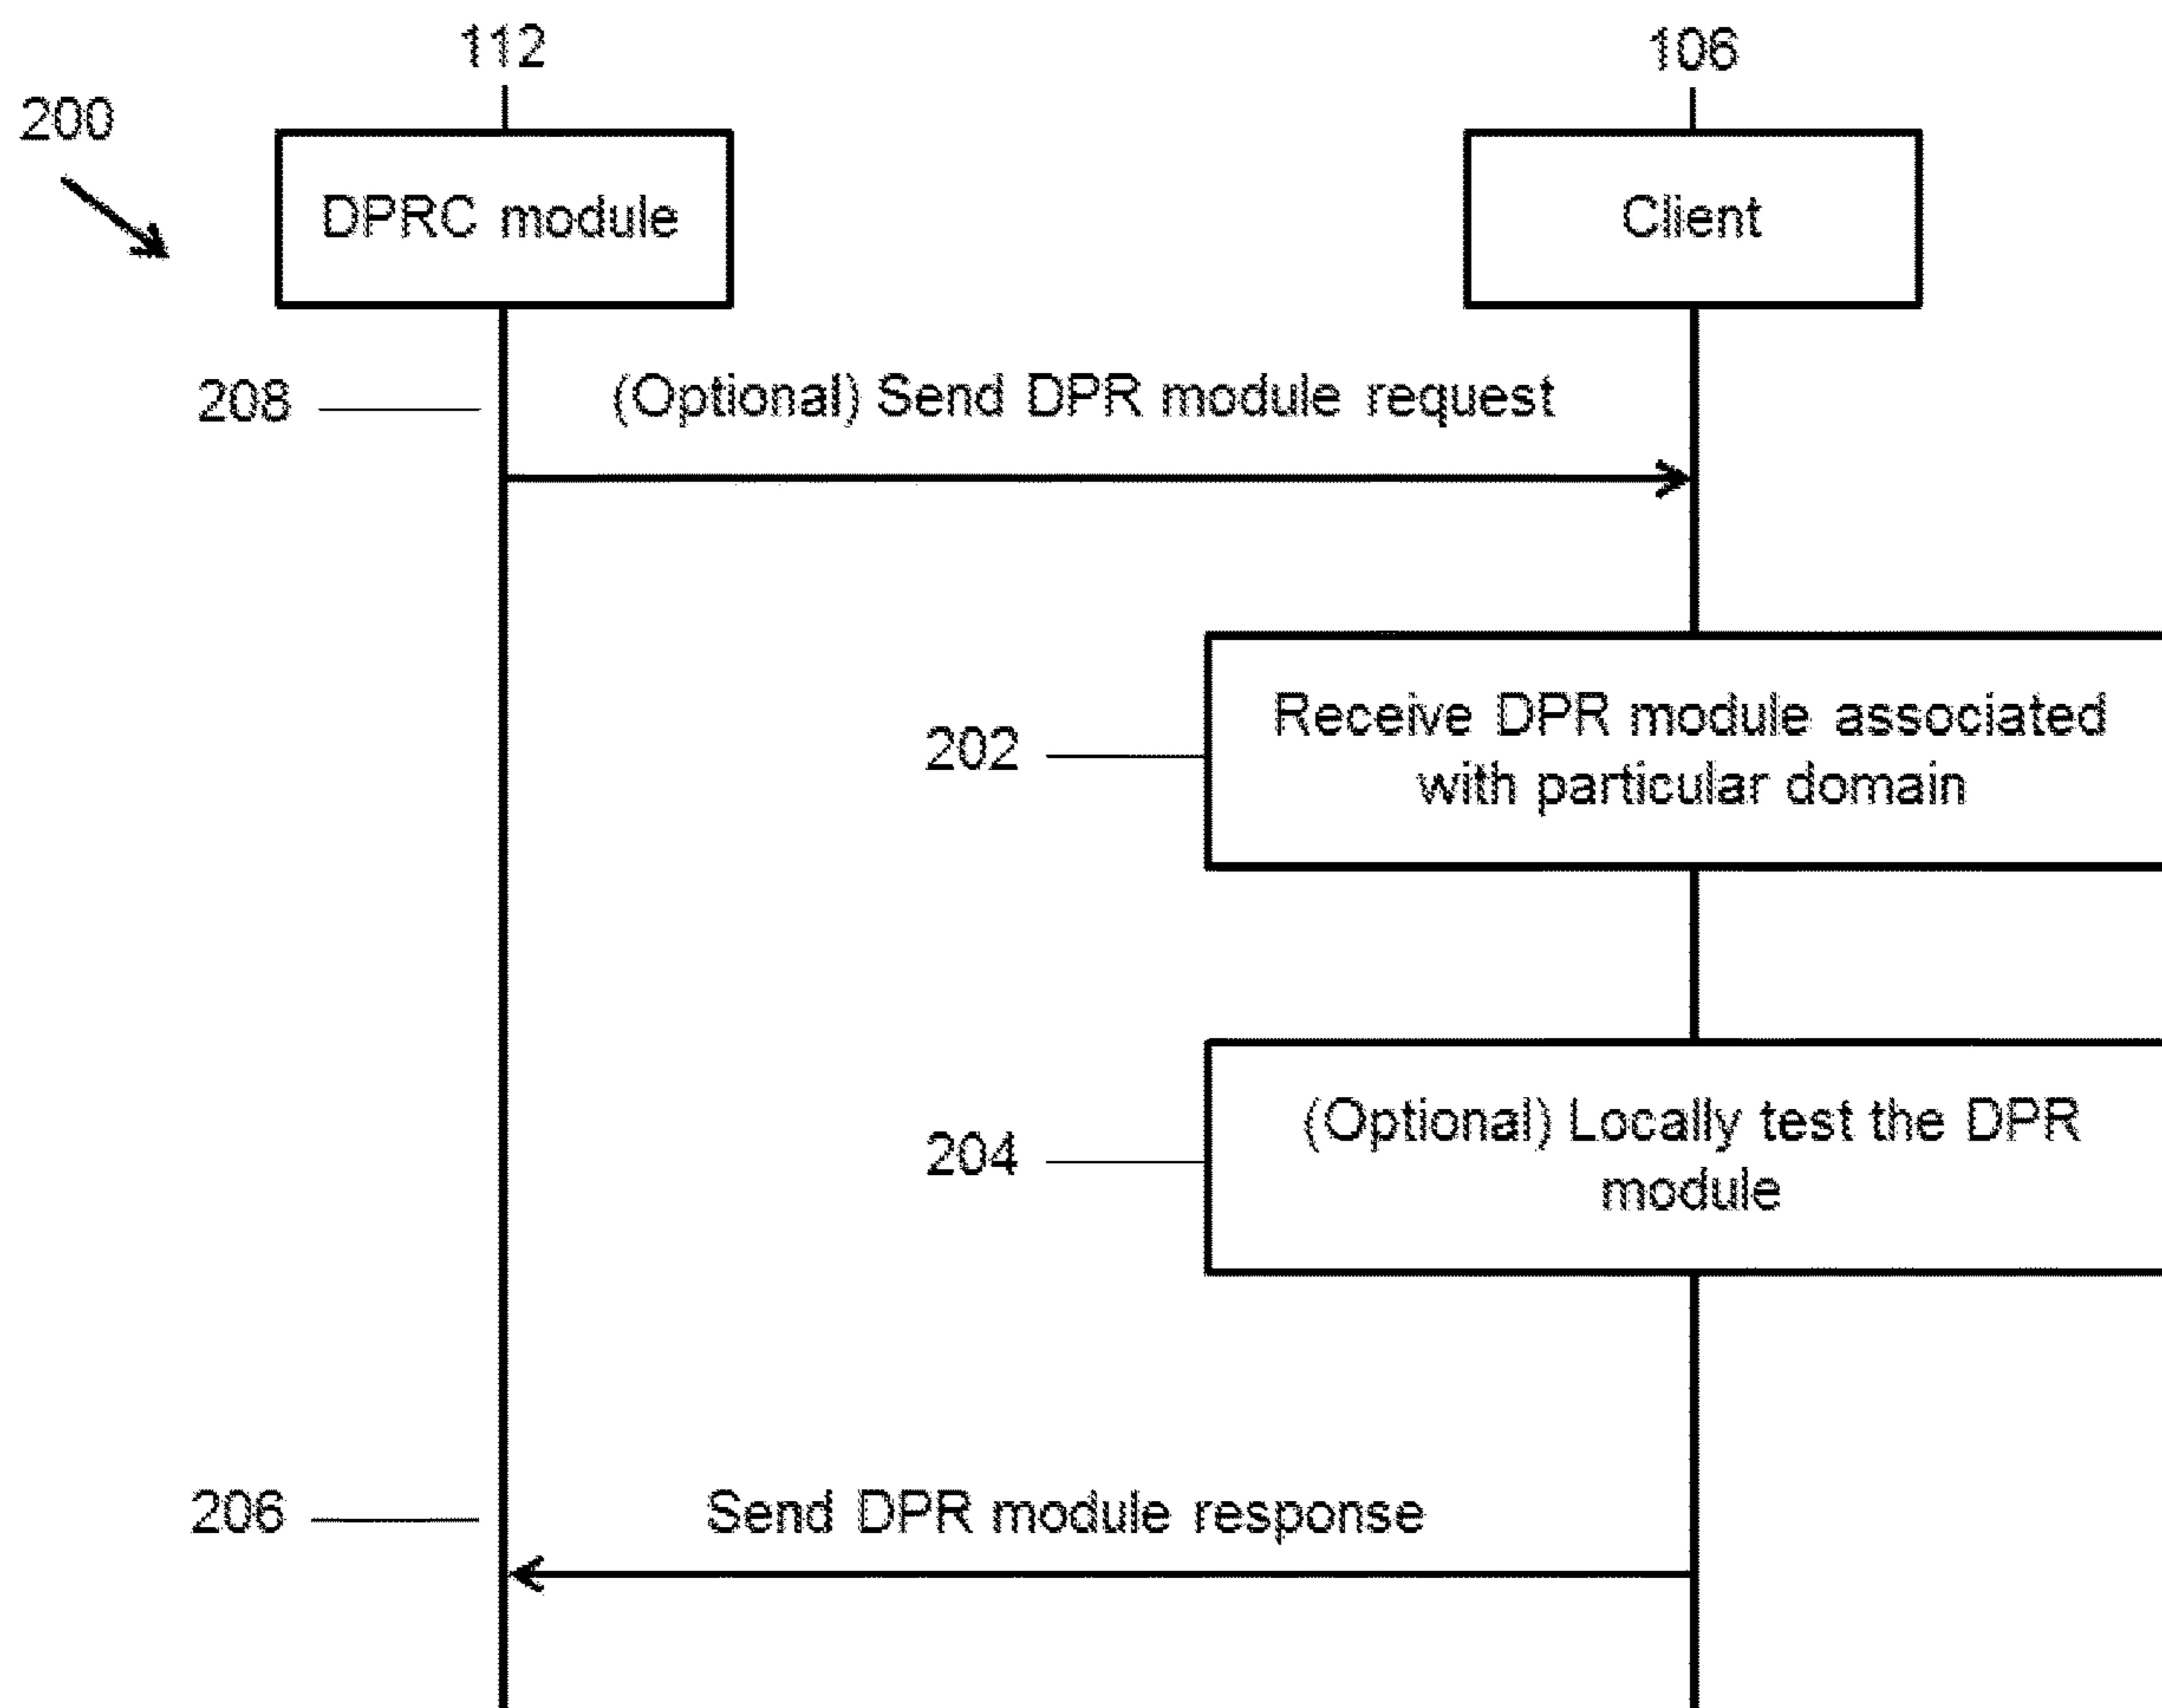 112
106
200
DPRC module
Client
208
(Optional) Send DPR module request
202
Receive DPR module associated
with particular domain
204
(Optional) Locally test the DPR
module
206
Send DPR module response